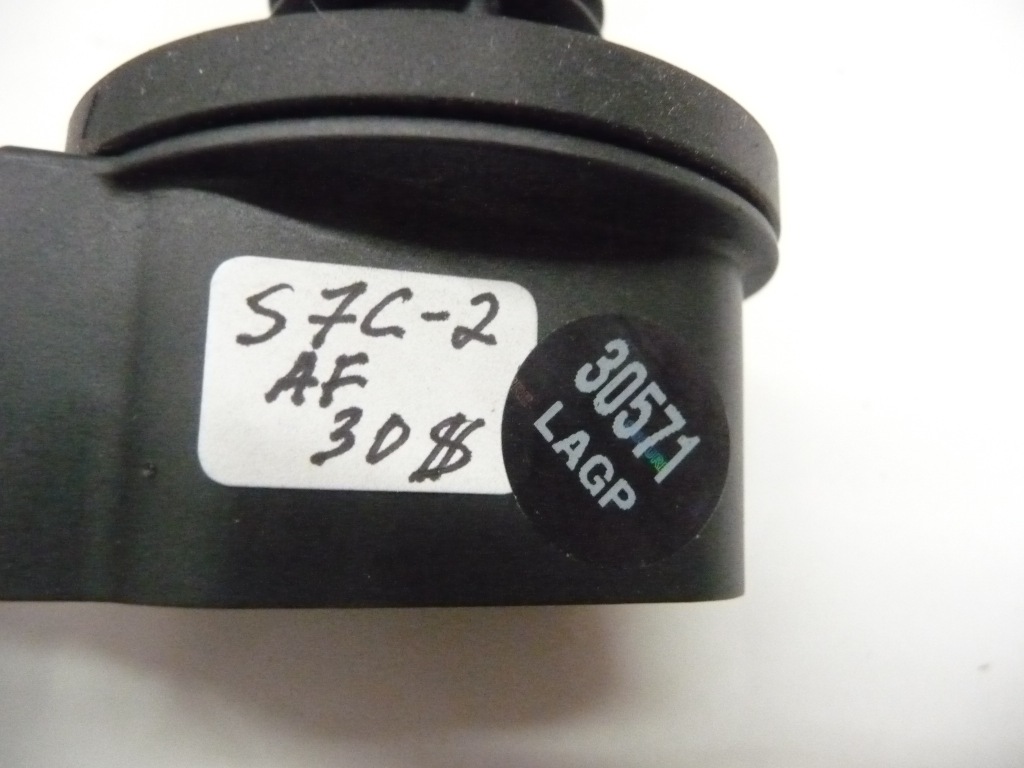 S7C-2
AF
30$
30571
LAGP